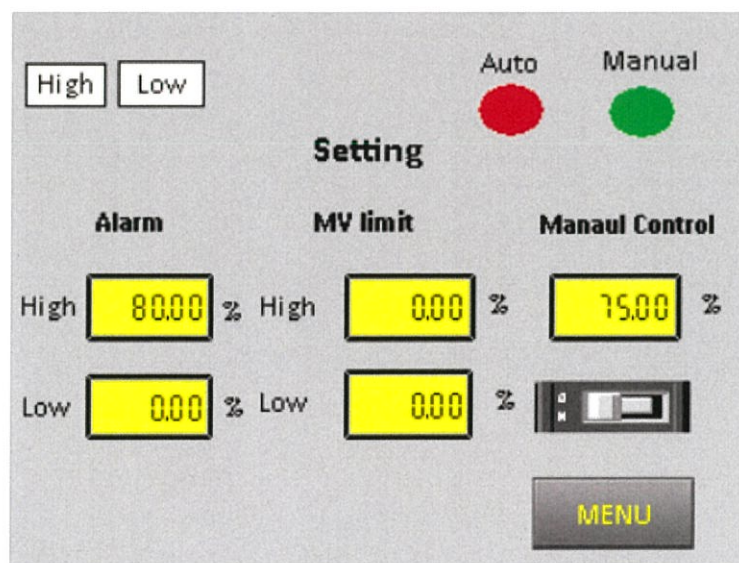 High Low
Auto Manual
Setting
Alarm MV limit Manaul Control
High 80.00 % High 0.00 % 75.00 %
Low 0.00 % Low 0.00 %
MENU